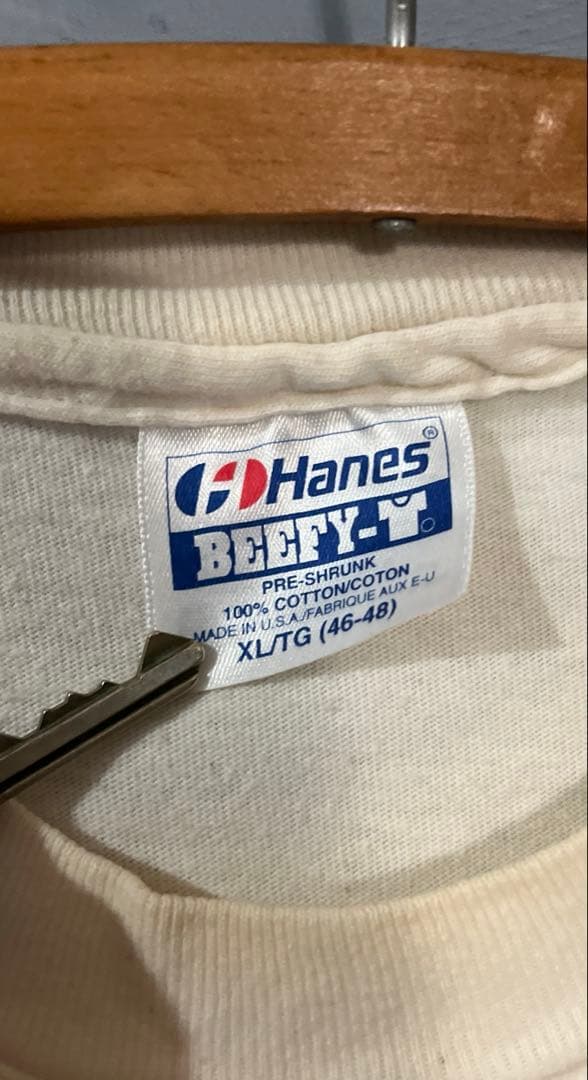 Hanes®
BEEFY-T
PRE-SHRUNK
100% COTTON/COTON
MADE IN U.S.A./FABRIQUE AUX E-U
XL/TG (46-48)